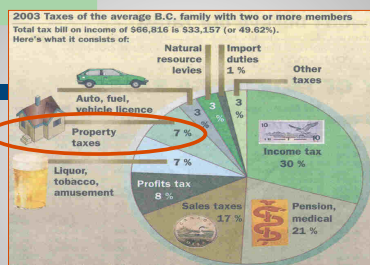 2003 Taxes of the average B.C. family with two or more members
Total tax bill on income of $66,816 is $33,157 (or 49.62%).
Here's what it consists of:
Natural
resource
levies
Import
duties
1 %
Other
taxes
Auto, fuel,
vehicle licence
3
%
3
%
3
%
Property
taxes
7 %
Income tax
30 %
Liquor,
tobacco,
amusement
7 %
Profits tax
8 %
Sales taxes
17 %
Pension,
medical
21 %
10
10